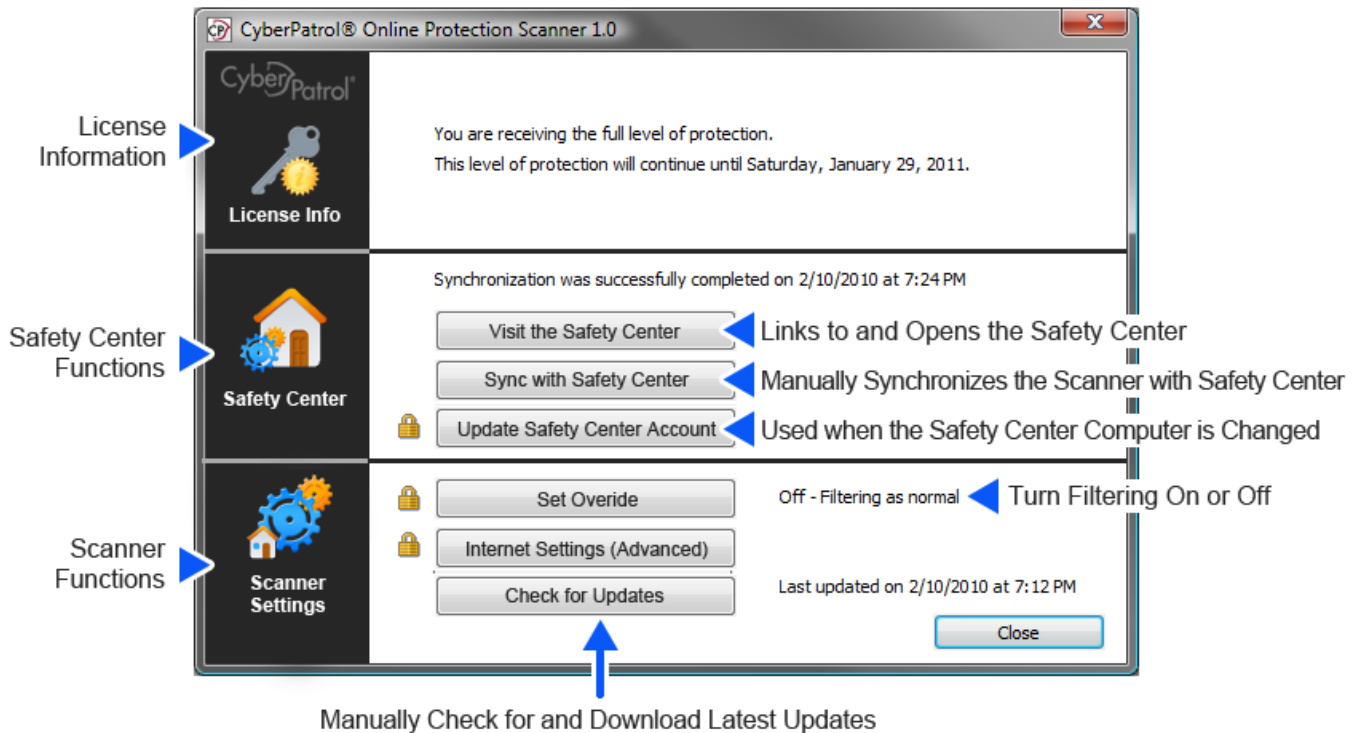 CyberPatrol® Online Protection Scanner 1.0
CyberPatrol®
License
Information
License Info
You are receiving the full level of protection.
This level of protection will continue until Saturday, January 29, 2011.
Synchronization was successfully completed on 2/10/2010 at 7:24 PM
Safety Center
Functions
Safety Center
Visit the Safety Center
Links to and Opens the Safety Center
Sync with Safety Center
Manually Synchronizes the Scanner with Safety Center
Update Safety Center Account
Used when the Safety Center Computer is Changed
Scanner
Functions
Scanner
Settings
Set Overide
Off - Filtering as normal
Turn Filtering On or Off
Internet Settings (Advanced)
Check for Updates
Last updated on 2/10/2010 at 7:12 PM
Close
Manually Check for and Download Latest Updates